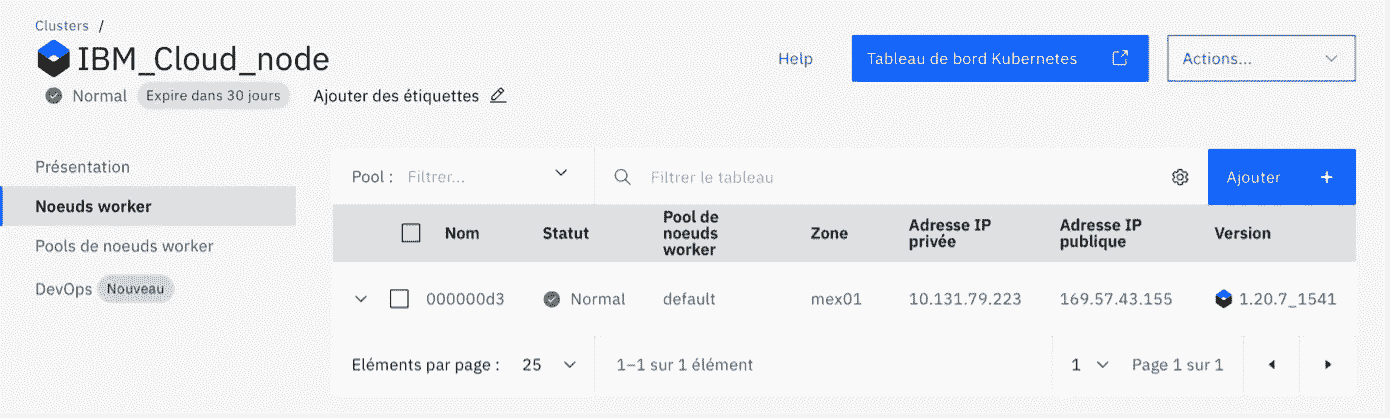 Clusters /
IBM_Cloud_node
Help
Tableau de bord Kubernetes
Actions...
Normal
Expire dans 30 jours
Ajouter des étiquettes
Présentation
Noeuds worker
Pools de noeuds worker
DevOps Nouveau
Pool : Filtrer...
Filtrer le tableau
Ajouter +
Nom
Statut
Pool de
noeuds
worker
Zone
Adresse IP
privée
Adresse IP
publique
Version
000000d3
Normal
default
mex01
10.131.79.223
169.57.43.155
1.20.7_1541
Eléments par page : 25
1–1 sur 1 élément
1
Page 1 sur 1